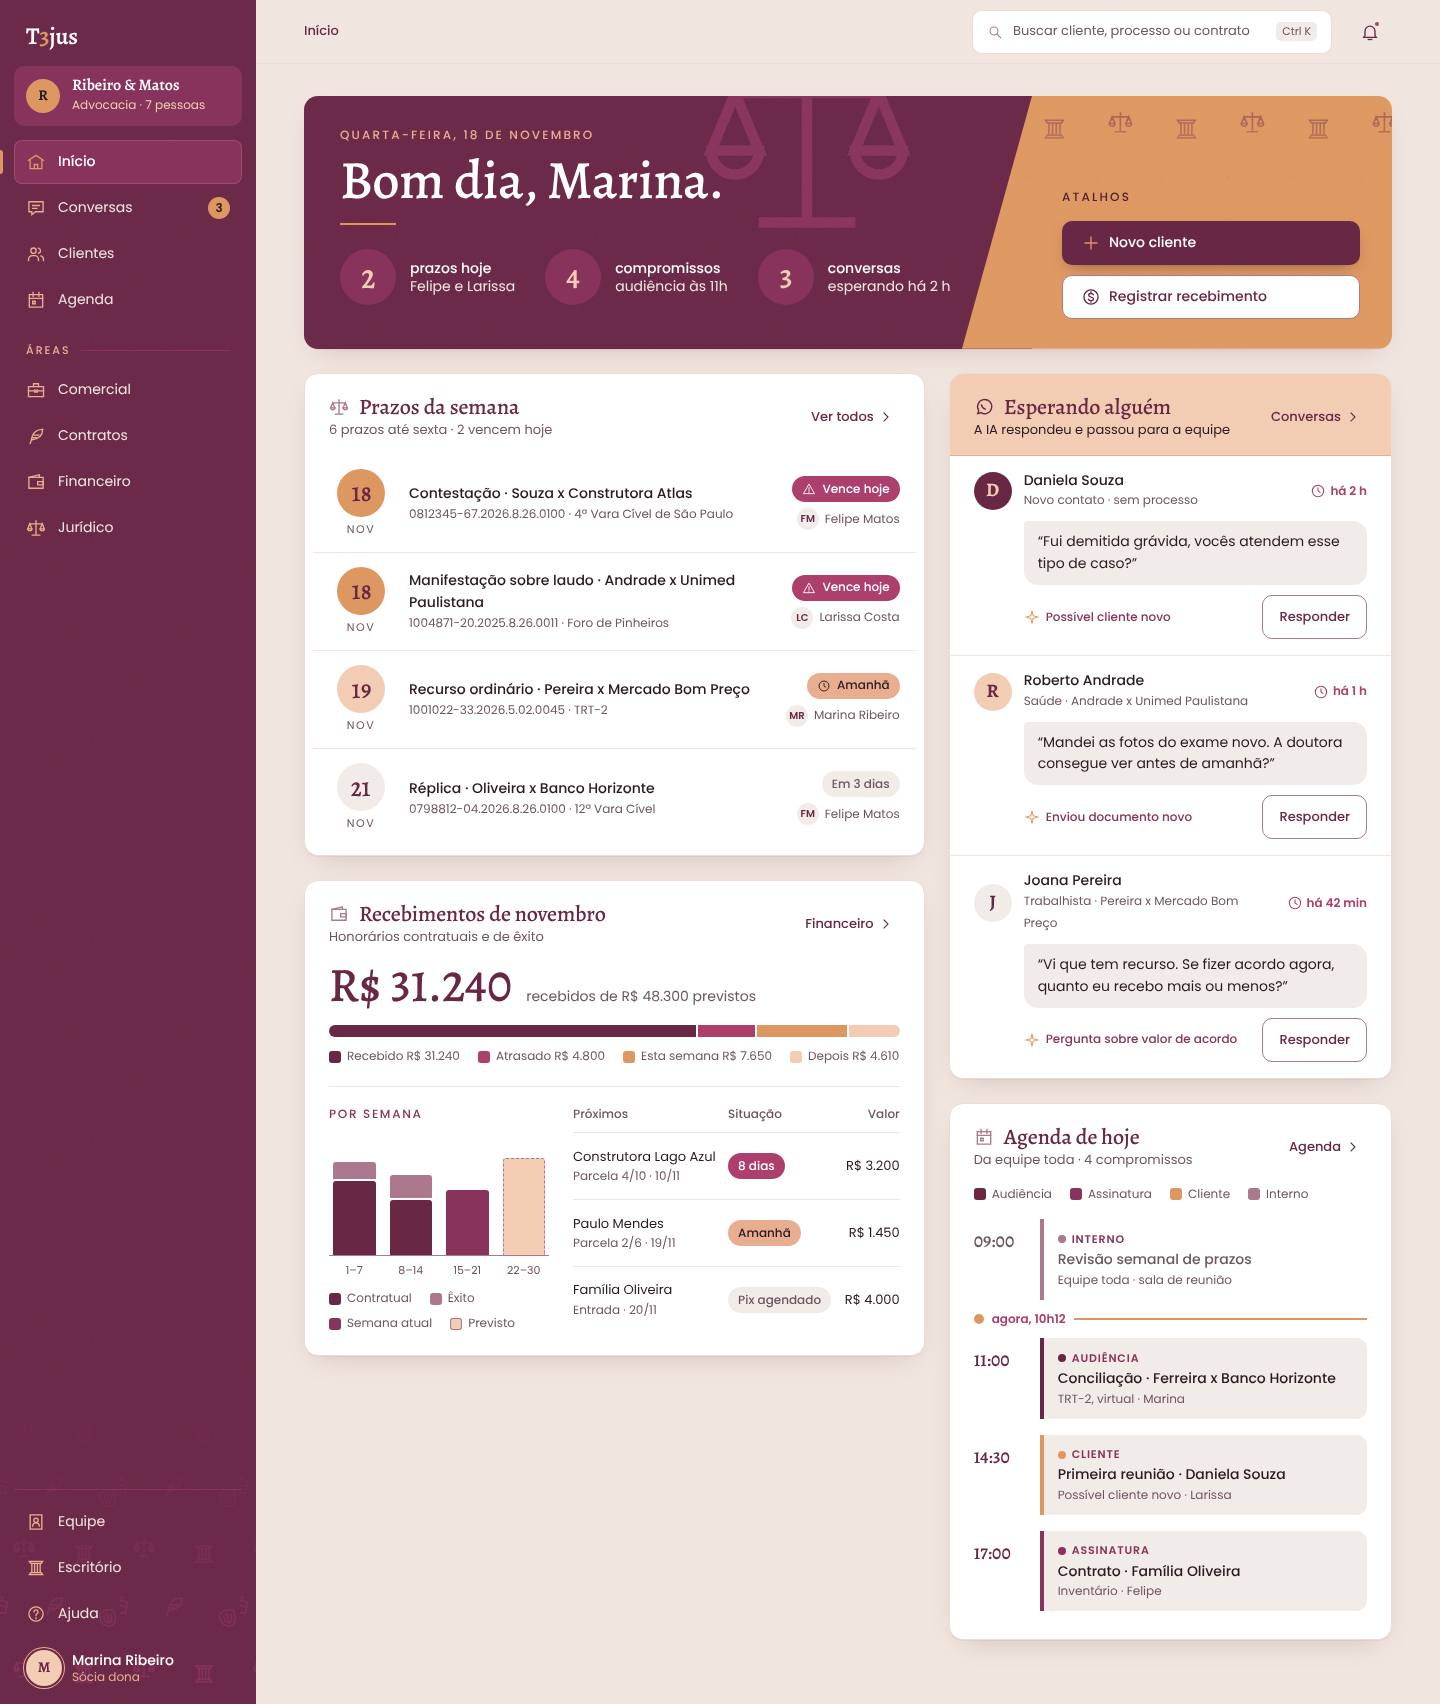 T3jus
R
Ribeiro & Matos
Advocacia · 7 pessoas
Início
Conversas
3
Clientes
Agenda
ÁREAS
Comercial
Contratos
Financeiro
Jurídico
Equipe
Escritório
Ajuda
M
Marina Ribeiro
Sócia dona
Início
Buscar cliente, processo ou contrato
Ctrl K
QUARTA-FEIRA, 18 DE NOVEMBRO
Bom dia, Marina.
2
prazos hoje
Felipe e Larissa
4
compromissos
audiência às 11h
3
conversas
esperando há 2 h
ATALHOS
Novo cliente
Registrar recebimento
Prazos da semana
6 prazos até sexta · 2 vencem hoje
Ver todos
18
NOV
Contestação · Souza x Construtora Atlas
0812345-67.2026.8.26.0100 · 4ª Vara Cível de São Paulo
Vence hoje
FM Felipe Matos
18
NOV
Manifestação sobre laudo · Andrade x Unimed
Paulistana
1004871-20.2025.8.26.0011 · Foro de Pinheiros
Vence hoje
LC Larissa Costa
19
NOV
Recurso ordinário · Pereira x Mercado Bom Preço
1001022-33.2026.5.02.0045 · TRT-2
Amanhã
MR Marina Ribeiro
21
NOV
Réplica · Oliveira x Banco Horizonte
0798812-04.2026.8.26.0100 · 12ª Vara Cível
Em 3 dias
FM Felipe Matos
Recebimentos de novembro
Honorários contratuais e de êxito
Financeiro
R$ 31.240 recebidos de R$ 48.300 previstos
Recebido R$ 31.240
Atrasado R$ 4.800
Esta semana R$ 7.650
Depois R$ 4.610
POR SEMANA
1–7
8–14
15–21
22–30
Contratual
Êxito
Semana atual
Previsto
Próximos
Situação
Valor
Construtora Lago Azul
Parcela 4/10 · 10/11
8 dias
R$ 3.200
Paulo Mendes
Parcela 2/6 · 19/11
Amanhã
R$ 1.450
Família Oliveira
Entrada · 20/11
Pix agendado
R$ 4.000
Esperando alguém
A IA respondeu e passou para a equipe
Conversas
D
Daniela Souza
Novo contato · sem processo
há 2 h
“Fui demitida grávida, vocês atendem esse
tipo de caso?”
Possível cliente novo
Responder
R
Roberto Andrade
Saúde · Andrade x Unimed Paulistana
há 1 h
“Mandei as fotos do exame novo. A doutora
consegue ver antes de amanhã?”
Enviou documento novo
Responder
J
Joana Pereira
Trabalhista · Pereira x Mercado Bom
Preço
há 42 min
“Vi que tem recurso. Se fizer acordo agora,
quanto eu recebo mais ou menos?”
Pergunta sobre valor de acordo
Responder
Agenda de hoje
Da equipe toda · 4 compromissos
Agenda
Audiência
Assinatura
Cliente
Interno
09:00
INTERNO
Revisão semanal de prazos
Equipe toda · sala de reunião
agora, 10h12
11:00
AUDIÊNCIA
Conciliação · Ferreira x Banco Horizonte
TRT-2, virtual · Marina
14:30
CLIENTE
Primeira reunião · Daniela Souza
Possível cliente novo · Larissa
17:00
ASSINATURA
Contrato · Família Oliveira
Inventário · Felipe